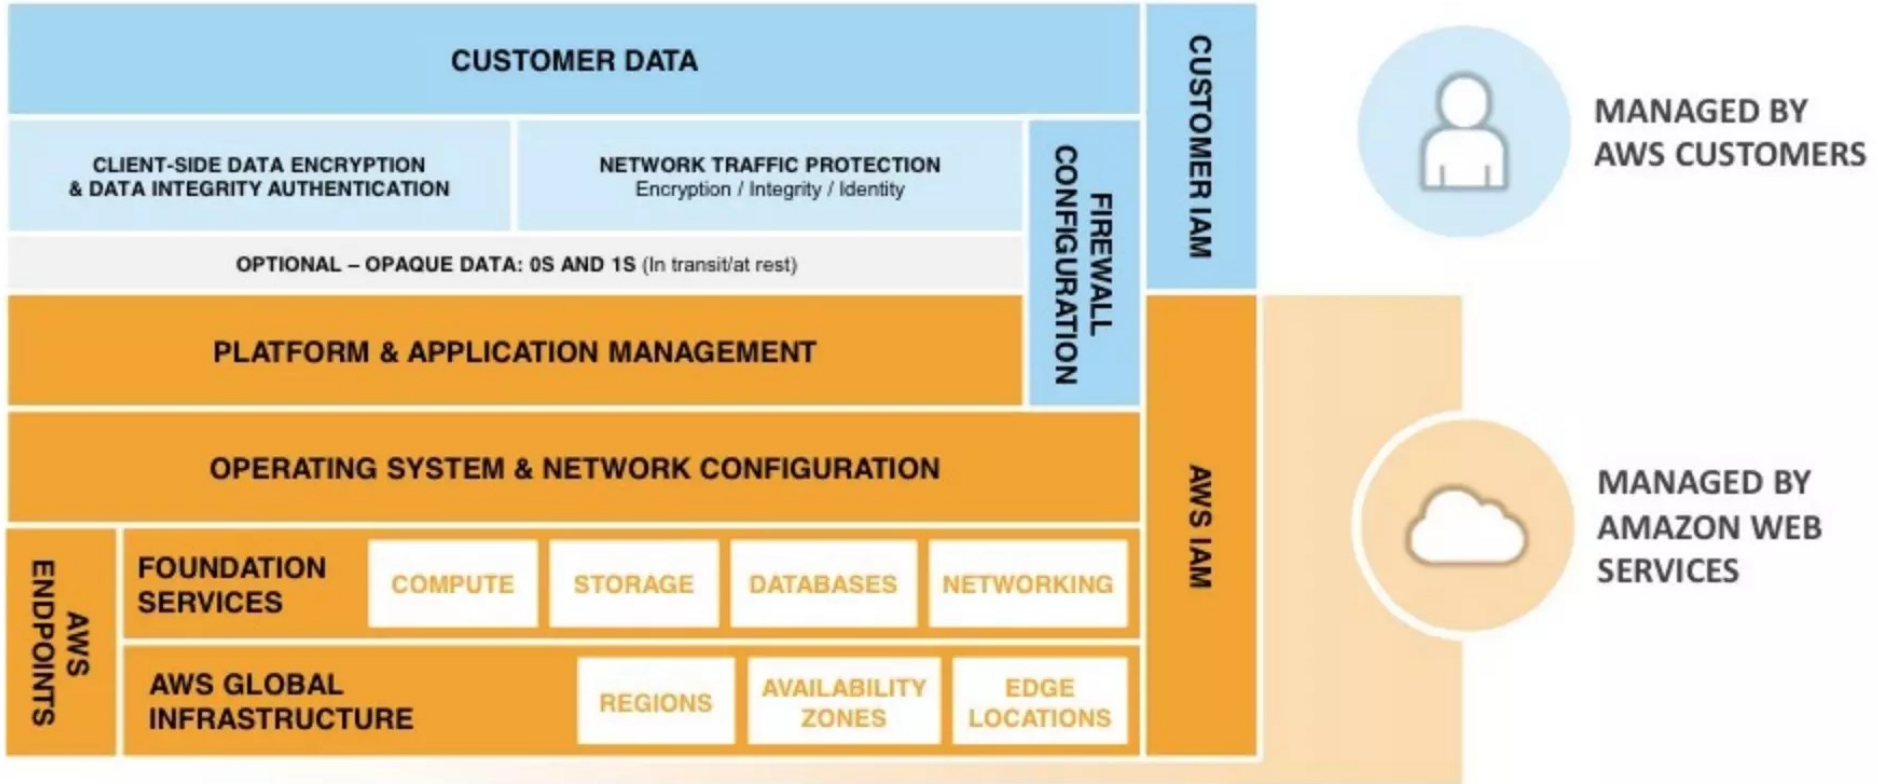 CUSTOMER DATA
CUSTOMER IAM
MANAGED BY
AWS CUSTOMERS
CLIENT-SIDE DATA ENCRYPTION
& DATA INTEGRITY AUTHENTICATION
NETWORK TRAFFIC PROTECTION
Encryption / Integrity / Identity
FIREWALL
CONFIGURATION
OPTIONAL – OPAQUE DATA: 0S AND 1S (In transit/at rest)
PLATFORM & APPLICATION MANAGEMENT
OPERATING SYSTEM & NETWORK CONFIGURATION
AWS IAM
MANAGED BY
AMAZON WEB
SERVICES
AWS
ENDPOINTS
FOUNDATION
SERVICES
COMPUTE
STORAGE
DATABASES
NETWORKING
AWS GLOBAL
INFRASTRUCTURE
REGIONS
AVAILABILITY
ZONES
EDGE
LOCATIONS